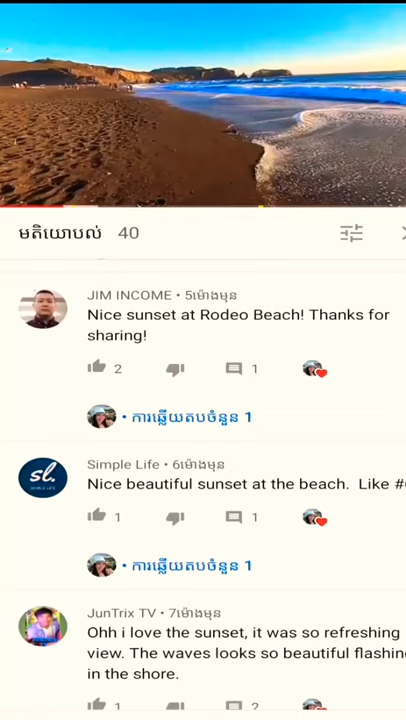 មតិយោបល់ 40
JIM INCOME • 5ម៉ោងមុន
Nice sunset at Rodeo Beach! Thanks for
sharing!
2 1
• ការឆ្លើយតបចំនួន 1
sl.
Simple Life • 6ម៉ោងមុន
Nice beautiful sunset at the beach. Like #
1 1
• ការឆ្លើយតបចំនួន 1
JunTrix TV • 7ម៉ោងមុន
Ohh i love the sunset, it was so refreshing
view. The waves looks so beautiful flashin
in the shore.
1 2